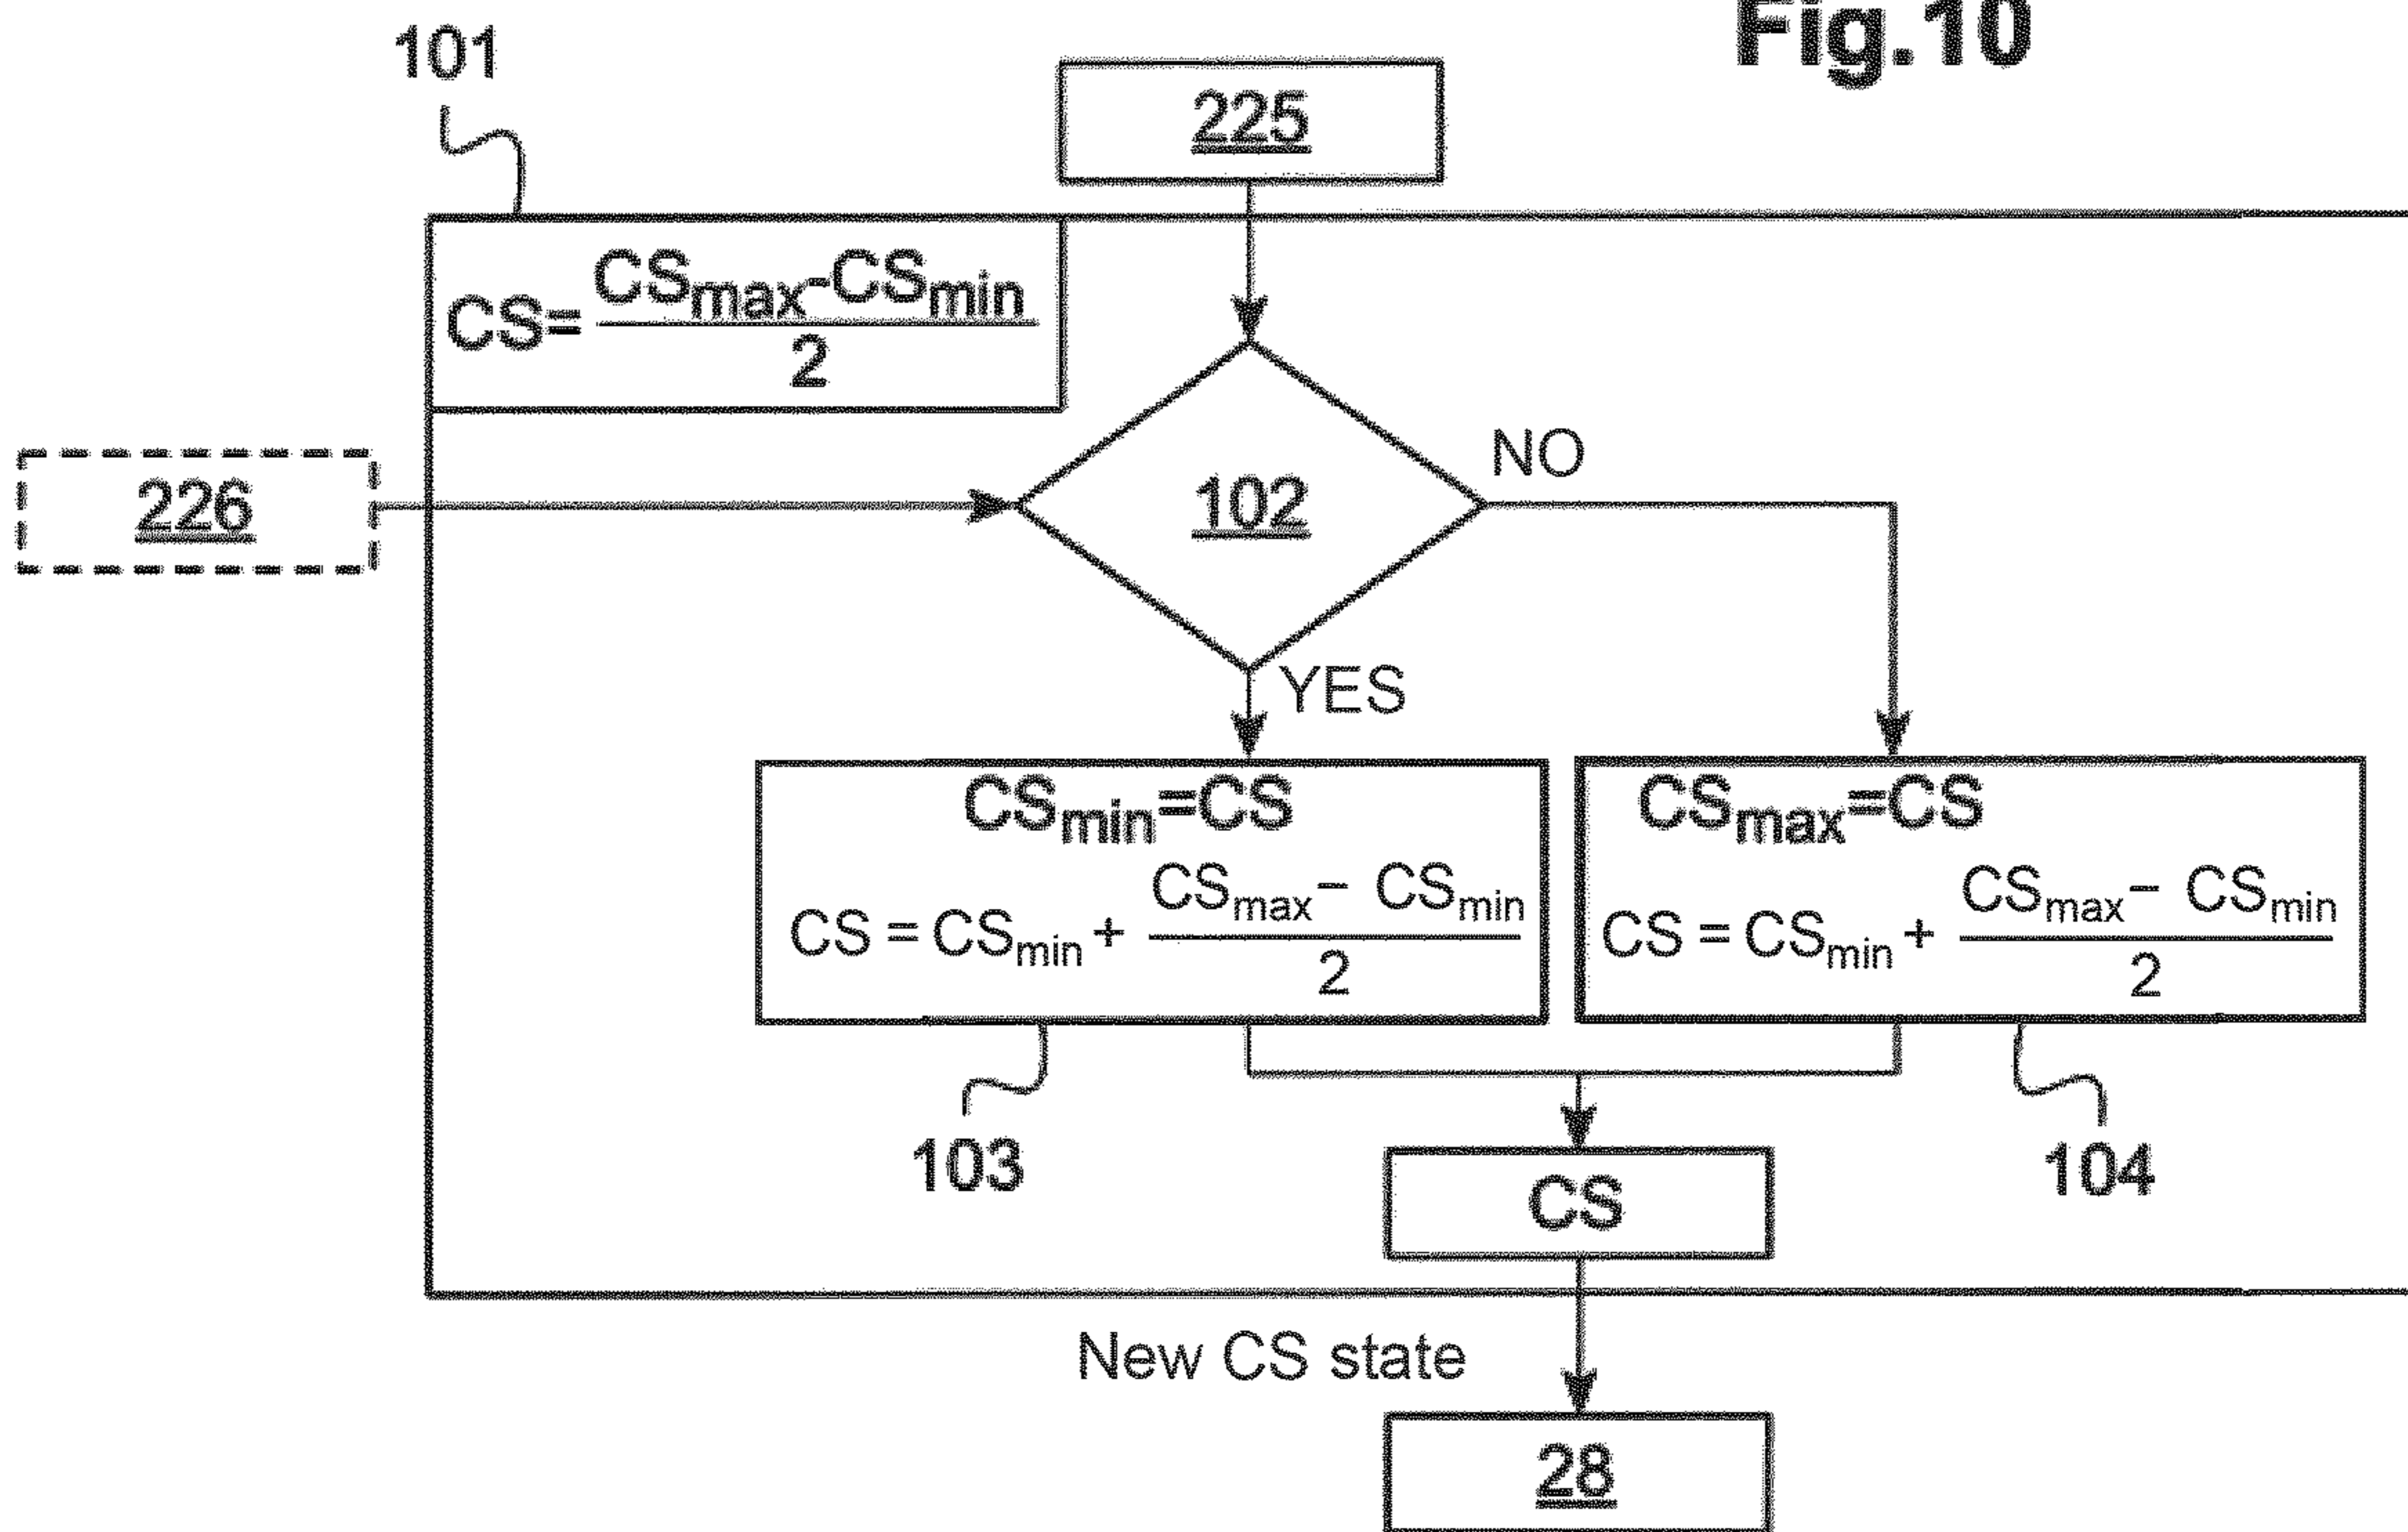 Fig.10
101
225
CS= CSmax-CSmin / 2
226
102
NO
YES
CSmin=CS
CS = CSmin + CSmax - CSmin / 2
CSmax=CS
CS = CSmin + CSmax - CSmin / 2
103
104
CS
New CS state
28